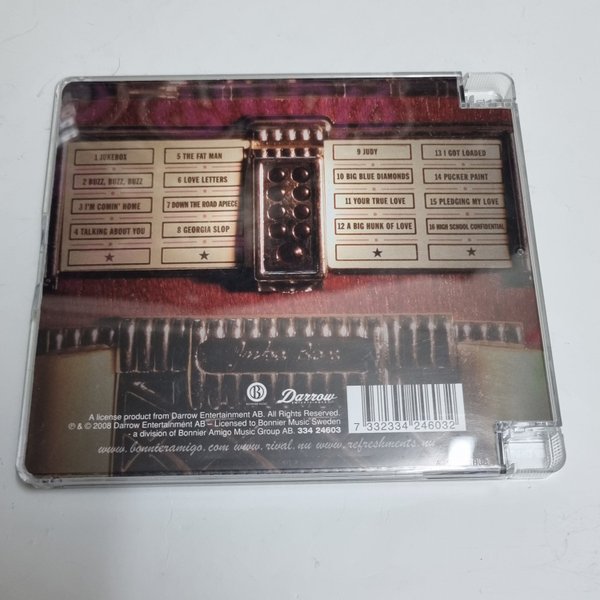 1 JUKEBOX
2 BUZZ, BUZZ, BUZZ
3 I'M COMIN' HOME
4 TALKING ABOUT YOU
5 THE FAT MAN
6 LOVE LETTERS
7 DOWN THE ROAD APIECE
8 GEORGIA SLOP
9 JUDY
10 BIG BLUE DIAMONDS
11 YOUR TRUE LOVE
12 A BIG HUNK OF LOVE
13 I GOT LOADED
14 PUCKER PAINT
15 PLEDGING MY LOVE
16 HIGH SCHOOL CONFIDENTIAL
Darrow
A license product from Darrow Entertainment AB. All Rights Reserved.
℗ & © 2008 Darrow Entertainment AB – Licensed to Bonnier Music Sweden
- a division of Bonnier Amigo Music Group AB. 334 24603
7 332334 246032
www.bonnieramigo.com www.rival.nu www.refreshments.nu